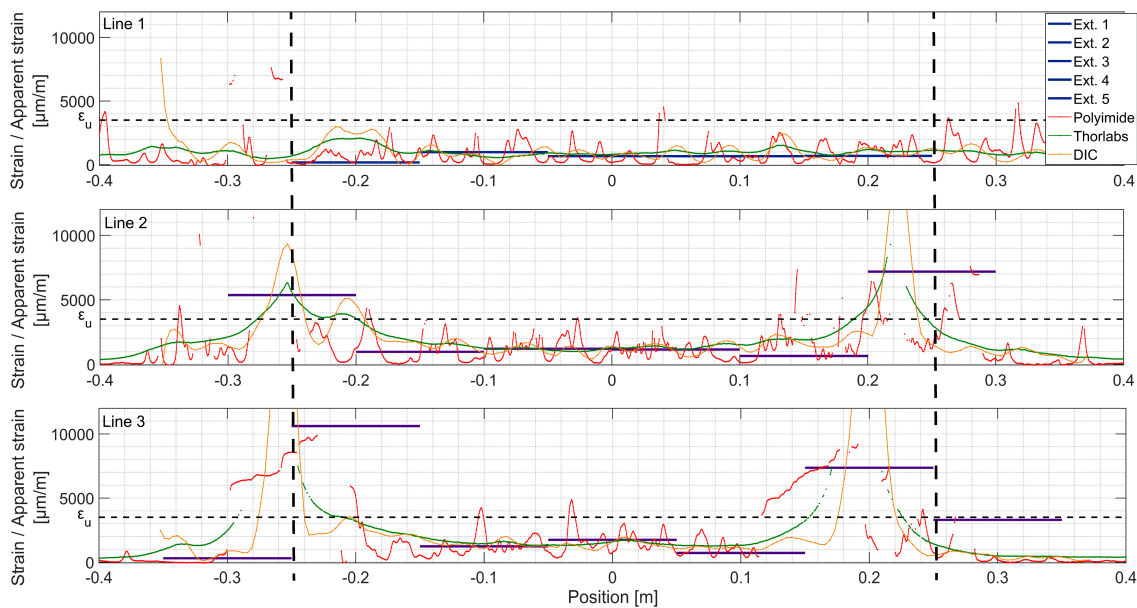 Line 1
Ext. 1
Ext. 2
Ext. 3
Ext. 4
Ext. 5
Polyimide
Thorlabs
DIC
Strain / Apparent strain
[µm/m]
10000
5000
εu
0
-0.4 -0.3 -0.2 -0.1 0 0.1 0.2 0.3 0.4
Line 2
Strain / Apparent strain
[µm/m]
10000
5000
εu
0
-0.4 -0.3 -0.2 -0.1 0 0.1 0.2 0.3 0.4
Line 3
Strain / Apparent strain
[µm/m]
10000
5000
εu
0
-0.4 -0.3 -0.2 -0.1 0 0.1 0.2 0.3 0.4
Position [m]